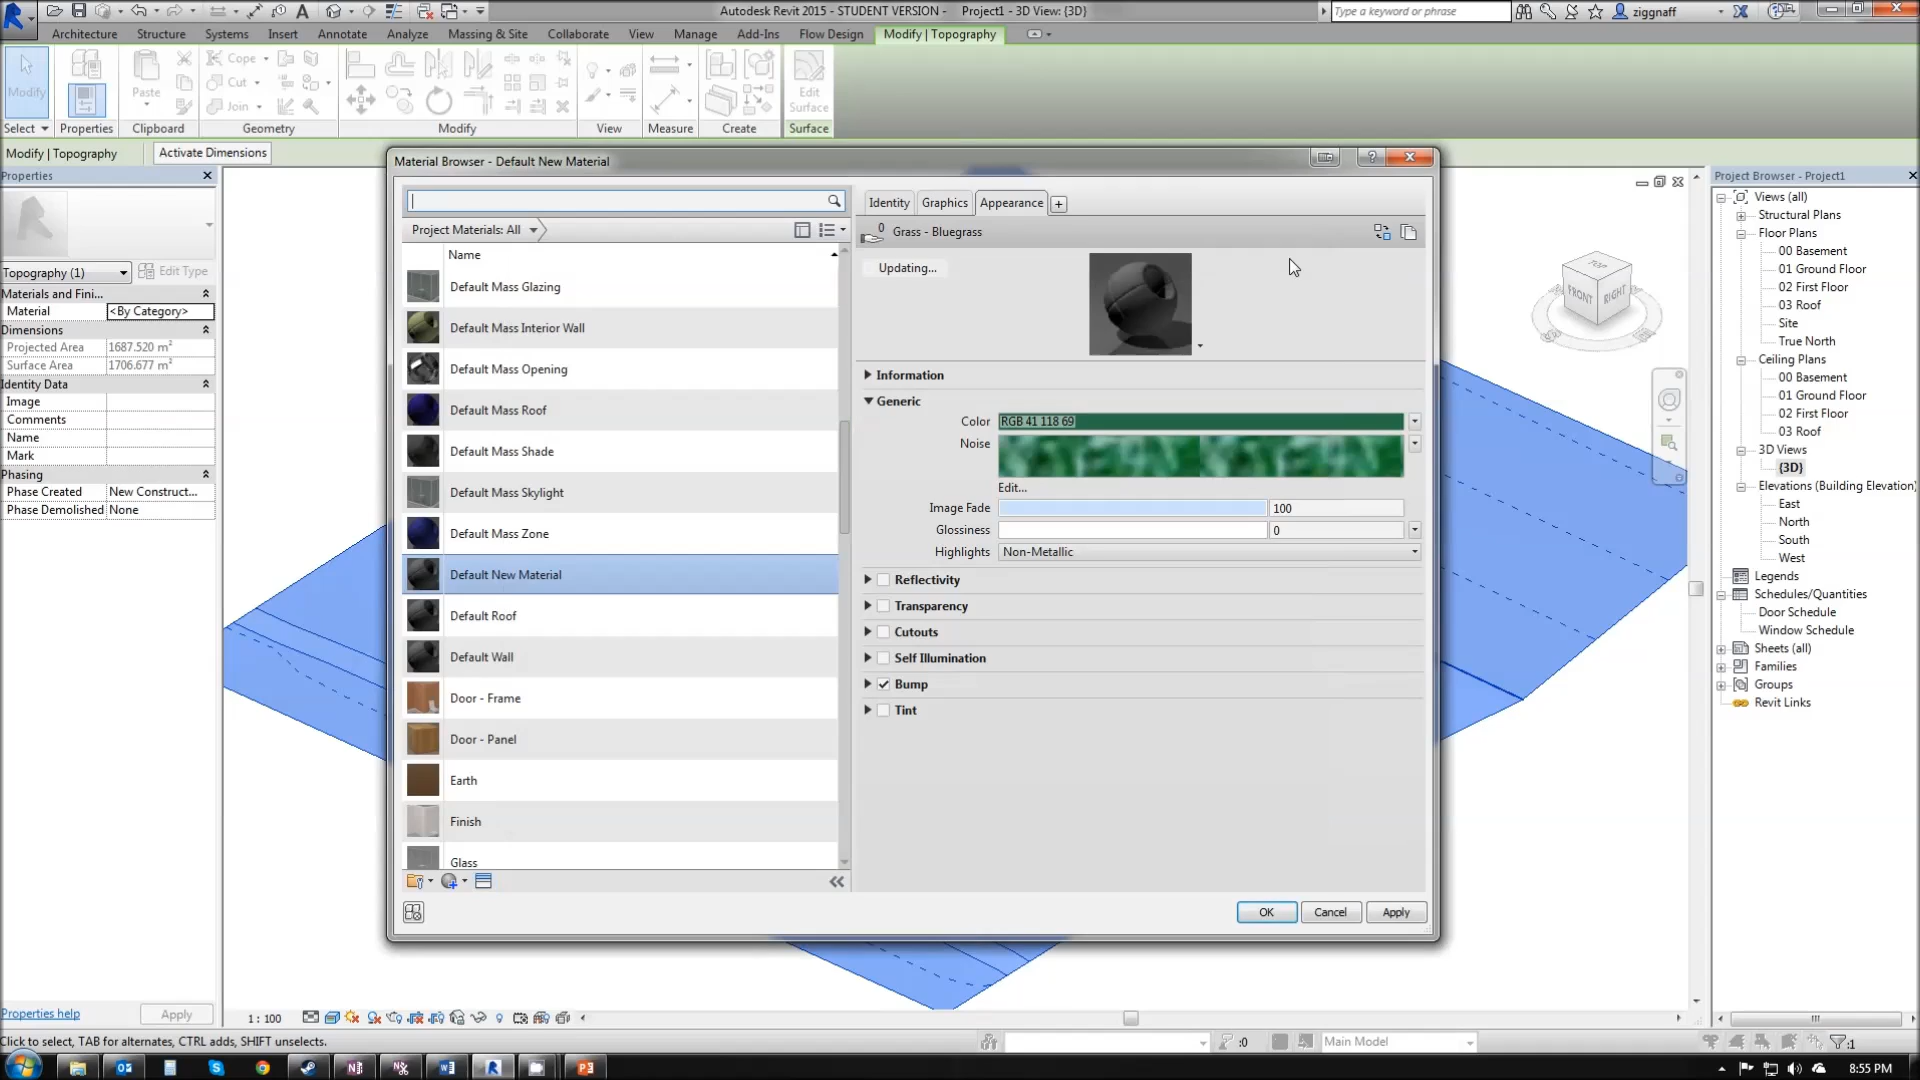 Autodesk Revit 2015 - STUDENT VERSION - Project1 - 3D View: {3D}
Type a keyword or phrase
ziggnaff
Architecture Structure Systems Insert Annotate Analyze Massing & Site Collaborate View Manage Add-Ins Flow Design Modify | Topography
Modify
Paste
Cope
Cut
Join
Edit
Surface
Select Properties Clipboard Geometry Modify View Measure Create Surface
Modify | Topography Activate Dimensions
Properties
Topography (1) Edit Type
Materials and Fini...
Material <By Category>
Dimensions
Projected Area 1687.520 m²
Surface Area 1706.677 m²
Identity Data
Image
Comments
Name
Mark
Phasing
Phase Created New Construct...
Phase Demolished None
Properties help Apply
Material Browser - Default New Material
Project Materials: All
Name
Default Mass Glazing
Default Mass Interior Wall
Default Mass Opening
Default Mass Roof
Default Mass Shade
Default Mass Skylight
Default Mass Zone
Default New Material
Default Roof
Default Wall
Door - Frame
Door - Panel
Earth
Finish
Glass
Identity Graphics Appearance
0 Grass - Bluegrass
Updating...
Information
Generic
Color RGB 41 118 69
Noise
Edit...
Image Fade 100
Glossiness 0
Highlights Non-Metallic
Reflectivity
Transparency
Cutouts
Self Illumination
Bump
Tint
OK Cancel Apply
TOP
FRONT RIGHT
Project Browser - Project1
Views (all)
Structural Plans
Floor Plans
00 Basement
01 Ground Floor
02 First Floor
03 Roof
Site
True North
Ceiling Plans
00 Basement
01 Ground Floor
02 First Floor
03 Roof
3D Views
{3D}
Elevations (Building Elevation)
East
North
South
West
Legends
Schedules/Quantities
Door Schedule
Window Schedule
Sheets (all)
Families
Groups
Revit Links
1 : 100
Click to select, TAB for alternates, CTRL adds, SHIFT unselects.
:0 Main Model :1
8:55 PM